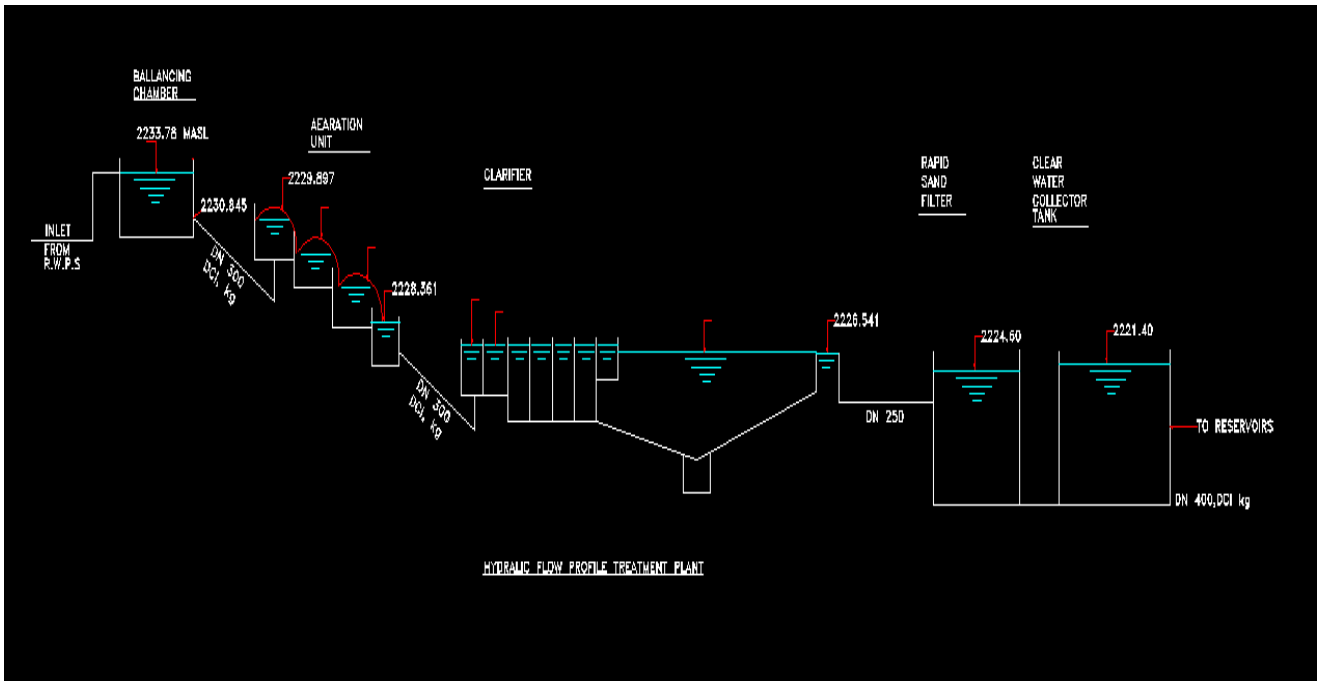 BALLANCING
CHAMBER
2233.78 MASL
AEARATION
UNIT
2229.897
2230.845
INLET
FROM
R.W.P.S
DN 300
DCI, kg
2228.361
DN 300
DCI, kg
CLARIFIER
2226.541
DN 250
RAPID
SAND
FILTER
2224.60
CLEAR
WATER
COLLECTOR
TANK
2221.40
TO RESERVOIRS
DN 400,DCI kg
HYDRALIC FLOW PROFILE TREATMENT PLANT